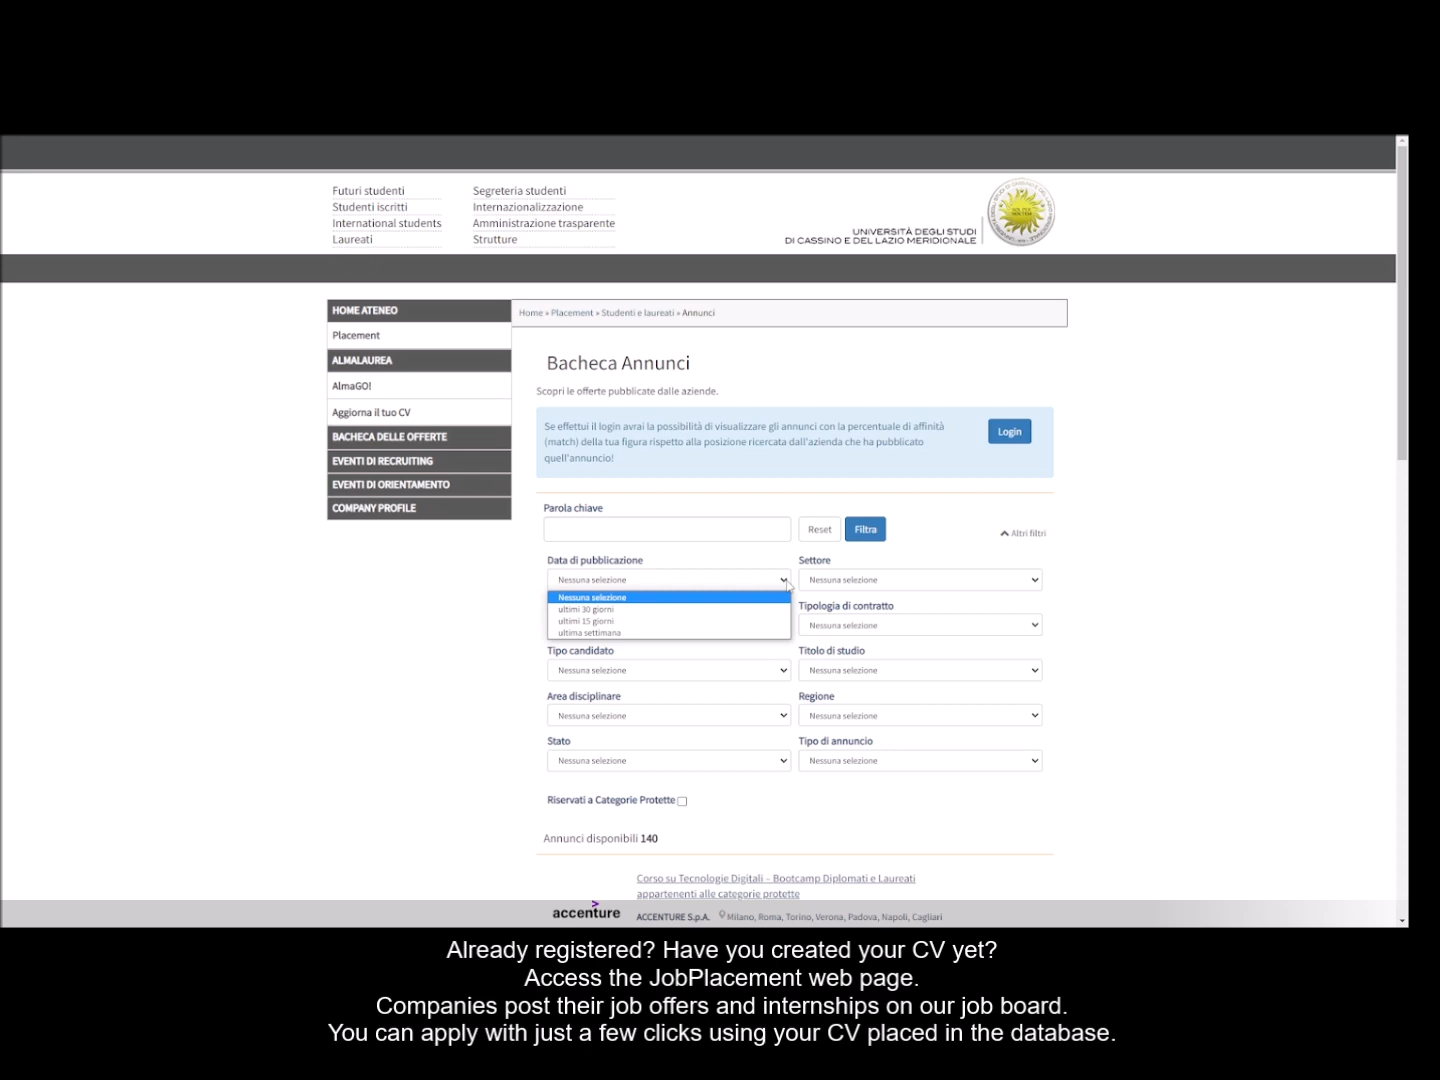 Futuri studenti
Studenti iscritti
International students
Laureati
Segreteria studenti
Internazionalizzazione
Amministrazione trasparente
Strutture
UNIVERSITÀ DEGLI STUDI
DI CASSINO E DEL LAZIO MERIDIONALE
HOME ATENEO
Placement
ALMALAUREA
AlmaGO!
Aggiorna il tuo CV
BACHECA DELLE OFFERTE
EVENTI DI RECRUITING
EVENTI DI ORIENTAMENTO
COMPANY PROFILE
Home » Placement » Studenti e laureati » Annunci
Bacheca Annunci
Scopri le offerte pubblicate dalle aziende.
Se effettui il login avrai la possibilità di visualizzare gli annunci con la percentuale di affinità
(match) della tua figura rispetto alla posizione ricercata dall'azienda che ha pubblicato
quell'annuncio!
Login
Parola chiave
Reset
Filtra
Altri filtri
Data di pubblicazione
Nessuna selezione
Nessuna selezione
ultimi 30 giorni
ultimi 15 giorni
ultima settimana
Settore
Nessuna selezione
Tipologia di contratto
Nessuna selezione
Tipo candidato
Nessuna selezione
Titolo di studio
Nessuna selezione
Area disciplinare
Nessuna selezione
Regione
Nessuna selezione
Stato
Nessuna selezione
Tipo di annuncio
Nessuna selezione
Riservati a Categorie Protette
Annunci disponibili 140
Corso su Tecnologie Digitali – Bootcamp Diplomati e Laureati
appartenenti alle categorie protette
accenture
ACCENTURE S.p.A. Milano, Roma, Torino, Verona, Padova, Napoli, Cagliari
Already registered? Have you created your CV yet?
Access the JobPlacement web page.
Companies post their job offers and internships on our job board.
You can apply with just a few clicks using your CV placed in the database.